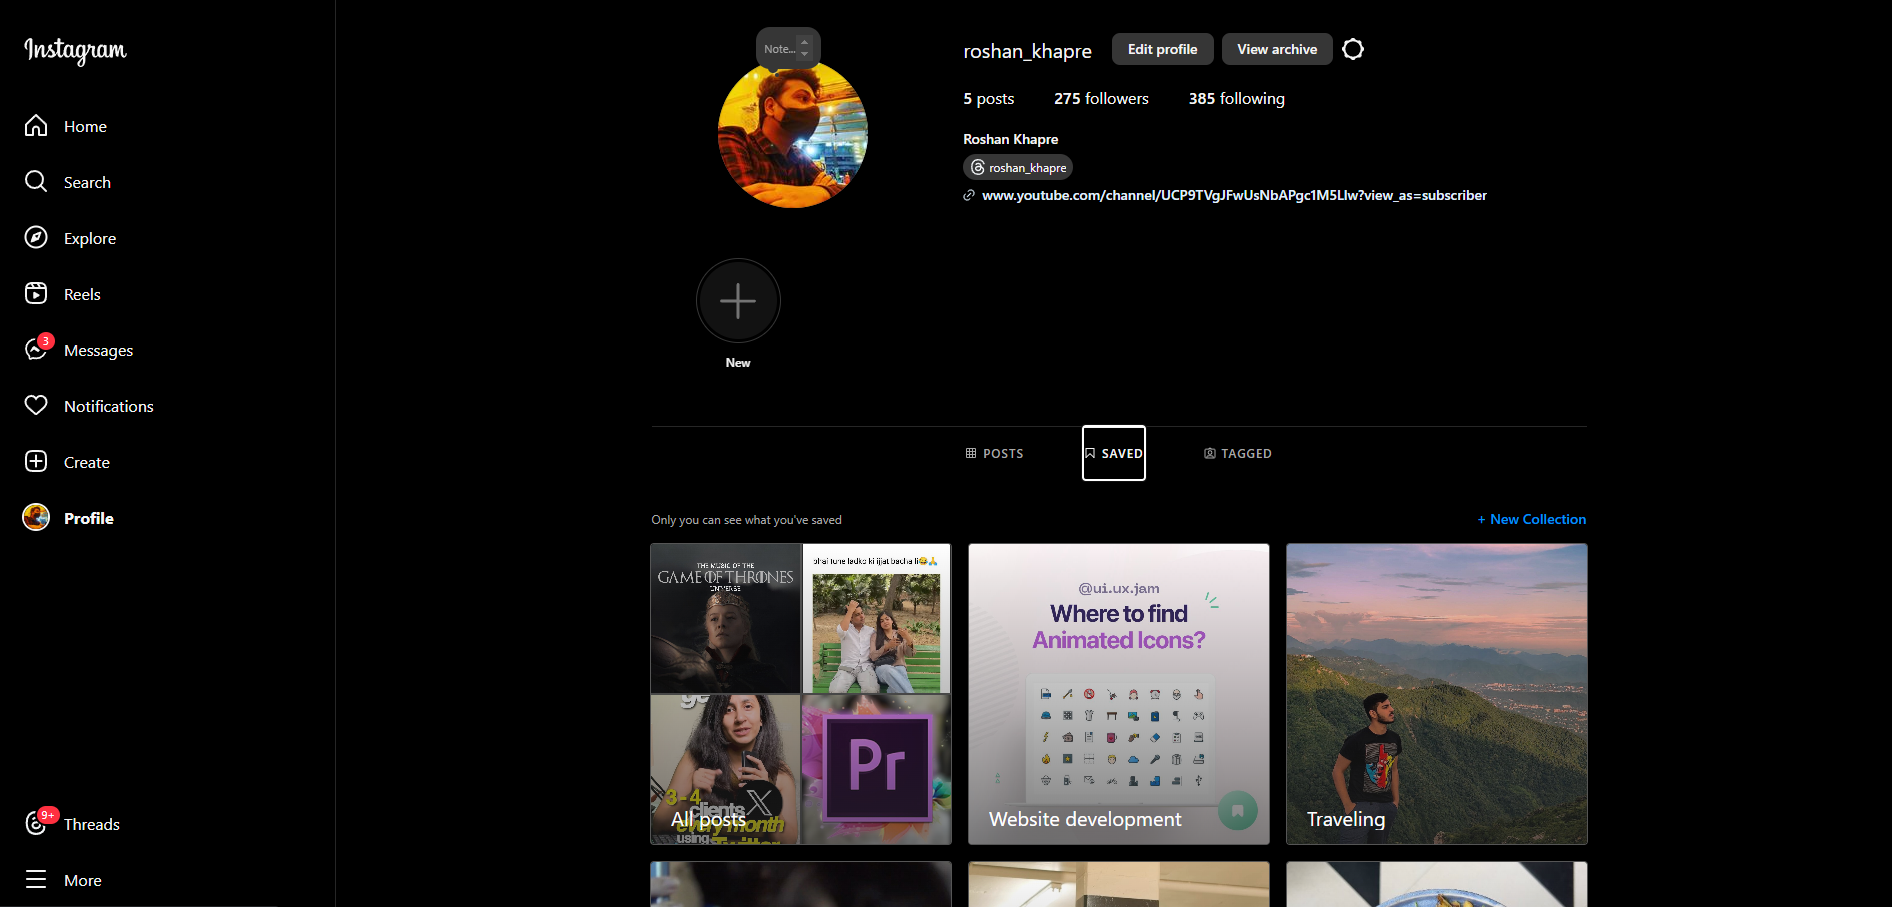 Instagram
Home
Search
Explore
Reels
3
Messages
Notifications
Create
Profile
9+
Threads
More
Note...
roshan_khapre
Edit profile
View archive
5 posts
275 followers
385 following
Roshan Khapre
roshan_khapre
www.youtube.com/channel/UCP9TVgJFwUsNbAPgc1M5LIw?view_as=subscriber
New
POSTS
SAVED
TAGGED
Only you can see what you've saved
+ New Collection
THE MUSIC OF THE
GAME OF THRONES
UNIVERSE
bhai tune ladko ki ijjat bacha li😂🙏
ge
3-4
clients
every month
using
Twitter
X
Pr
All posts
@ui.ux.jam
Where to find
Animated Icons?
Website development
Traveling